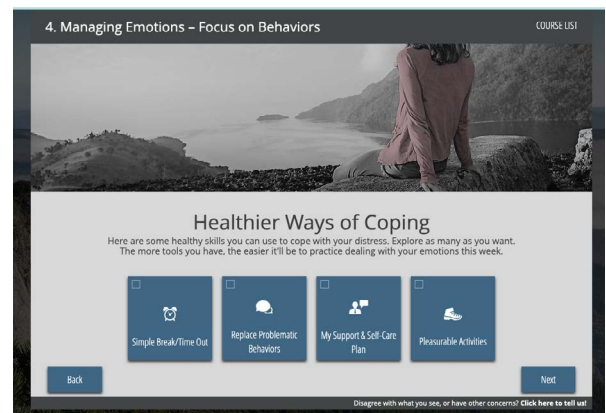 4. Managing Emotions – Focus on Behaviors
COURSE LIST
Healthier Ways of Coping
Here are some healthy skills you can use to cope with your distress. Explore as many as you want.
The more tools you have, the easier it'll be to practice dealing with your emotions this week.
Simple Break/Time Out
Replace Problematic
Behaviors
My Support & Self-Care
Plan
Pleasurable Activities
Back
Next
Disagree with what you see, or have other concerns? Click here to tell us!